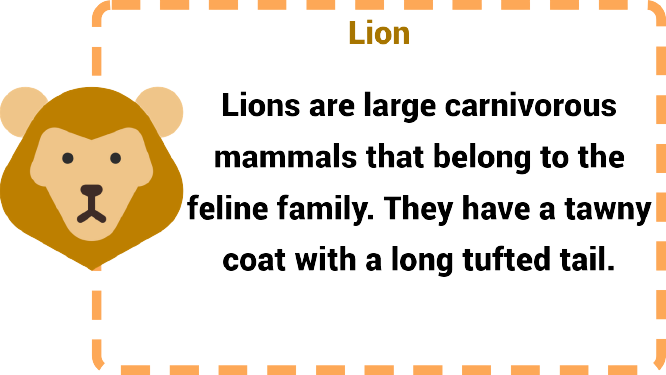 Lion
Lions are large carnivorous
mammals that belong to the
feline family. They have a tawny
coat with a long tufted tail.